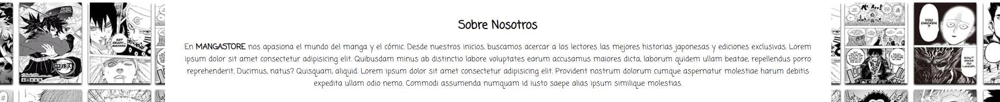 Sobre Nosotros
En MANGASTORE nos apasiona el mundo del manga y el cómic. Desde nuestros inicios, buscamos acercar a los lectores las mejores historias japonesas y ediciones exclusivas. Lorem
ipsum dolor sit amet consectetur adipisicing elit. Quibusdam minus ab distinctio labore voluptates earum accusamus maiores dicta, laborum quidem ullam beatae, repellendus porro
reprehenderit. Ducimus, natus? Quisquam, aliquid. Lorem ipsum dolor sit amet consectetur adipisicing elit. Provident nostrum dolorum cumque aspernatur molestiae harum debitis
expedita ullam odio nemo. Commodi assumenda numquam id iusto saepe alias ipsum similique molestias.
GET
READY...
MADARA.
YOU
CHICKEN
?
DON'T
MAKE
ME
LAUGH.